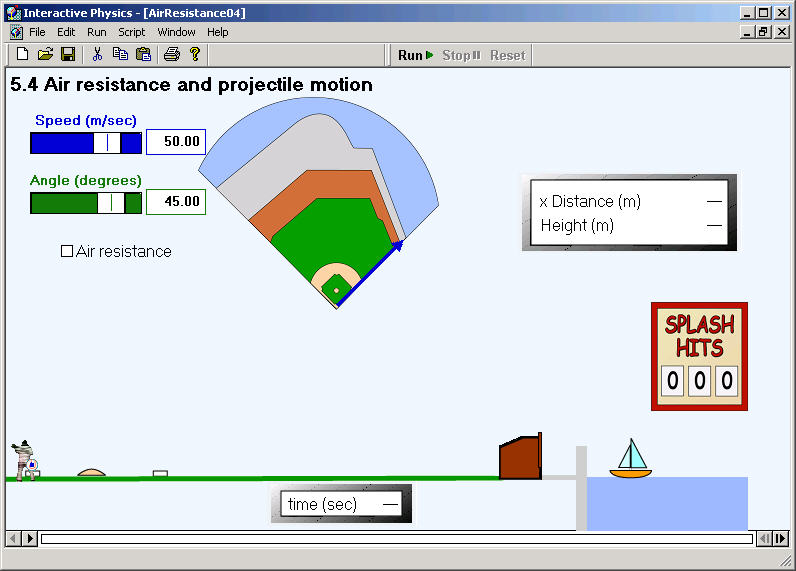 Interactive Physics - [AirResistance04]
File Edit Run Script Window Help
Run Stop Reset
5.4 Air resistance and projectile motion
Speed (m/sec)
50.00
Angle (degrees)
45.00
Air resistance
x Distance (m) —
Height (m) —
SPLASH
HITS
0 0 0
time (sec) —